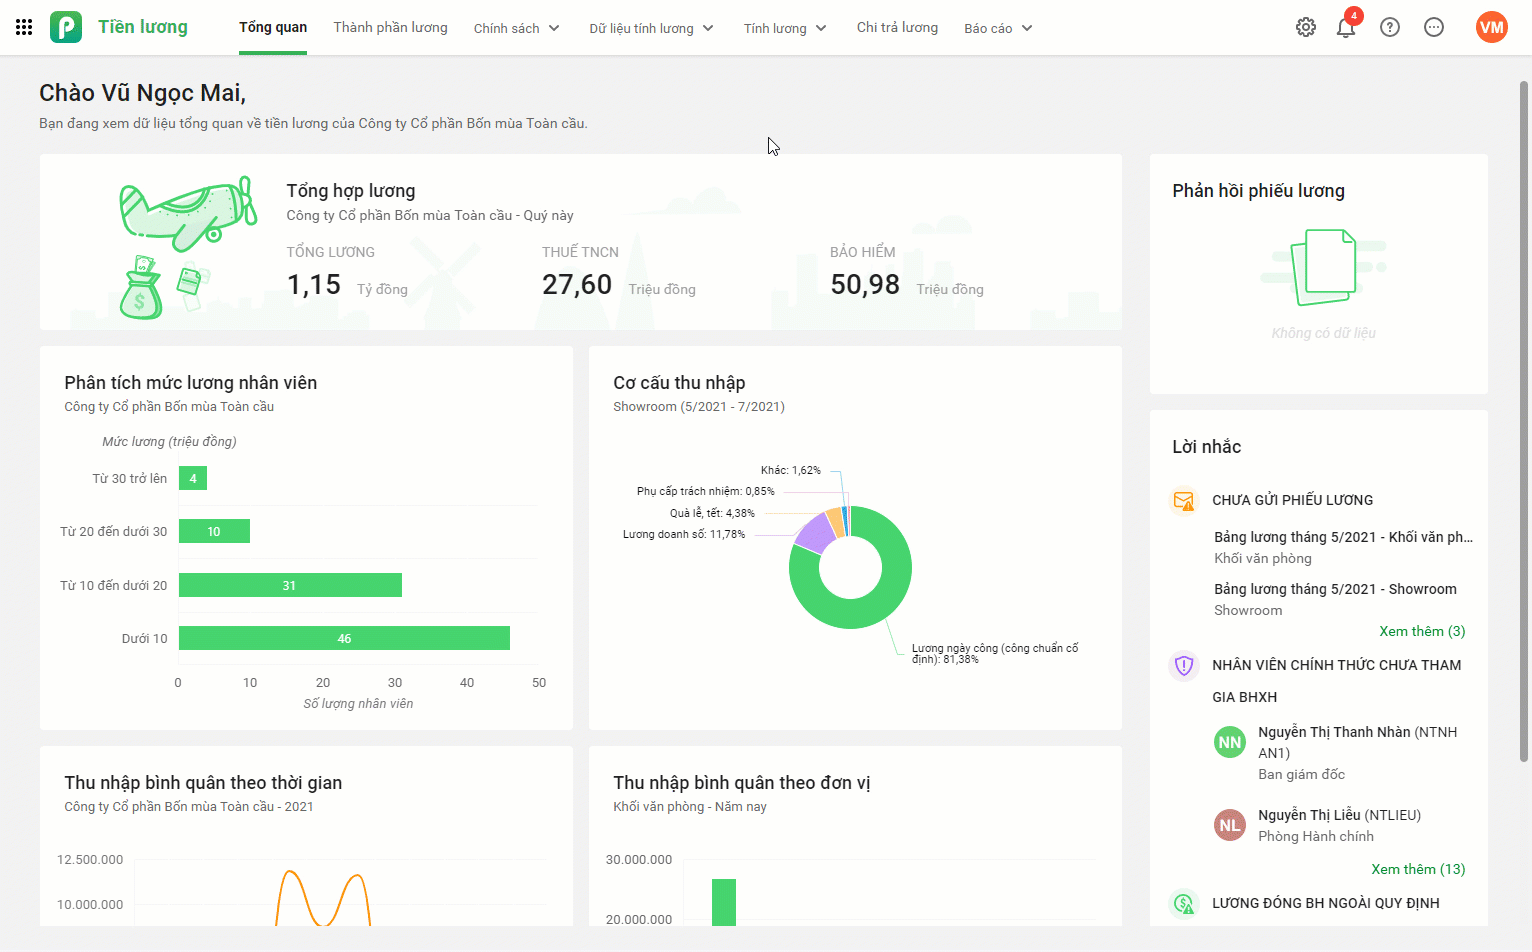 Tiền lương
Tổng quan
Thành phần lương
Chính sách
Dữ liệu tính lương
Tính lương
Chi trả lương
Báo cáo
4
VM
Chào Vũ Ngọc Mai,
Bạn đang xem dữ liệu tổng quan về tiền lương của Công ty Cổ phần Bốn mùa Toàn cầu.
Tổng hợp lương
Công ty Cổ phần Bốn mùa Toàn cầu - Quý này
TỔNG LƯƠNG
1,15 Tỷ đồng
THUẾ TNCN
27,60 Triệu đồng
BẢO HIỂM
50,98 Triệu đồng
Phân tích mức lương nhân viên
Công ty Cổ phần Bốn mùa Toàn cầu
Mức lương (triệu đồng)
Từ 30 trở lên
4
Từ 20 đến dưới 30
10
Từ 10 đến dưới 20
31
Dưới 10
46
0 10 20 30 40 50
Số lượng nhân viên
Cơ cấu thu nhập
Showroom (5/2021 - 7/2021)
Khác: 1,62%
Phụ cấp trách nhiệm: 0,85%
Quà lễ, tết: 4,38%
Lương doanh số: 11,78%
Lương ngày công (công chuẩn cố
định): 81,38%
Thu nhập bình quân theo thời gian
Công ty Cổ phần Bốn mùa Toàn cầu - 2021
12.500.000
10.000.000
Thu nhập bình quân theo đơn vị
Khối văn phòng - Năm nay
30.000.000
20.000.000
Phản hồi phiếu lương
Không có dữ liệu
Lời nhắc
CHƯA GỬI PHIẾU LƯƠNG
Bảng lương tháng 5/2021 - Khối văn ph...
Khối văn phòng
Bảng lương tháng 5/2021 - Showroom
Showroom
Xem thêm (3)
NHÂN VIÊN CHÍNH THỨC CHƯA THAM
GIA BHXH
NN
Nguyễn Thị Thanh Nhàn (NTNH
AN1)
Ban giám đốc
NL
Nguyễn Thị Liễu (NTLIEU)
Phòng Hành chính
Xem thêm (13)
LƯƠNG ĐÓNG BH NGOÀI QUY ĐỊNH